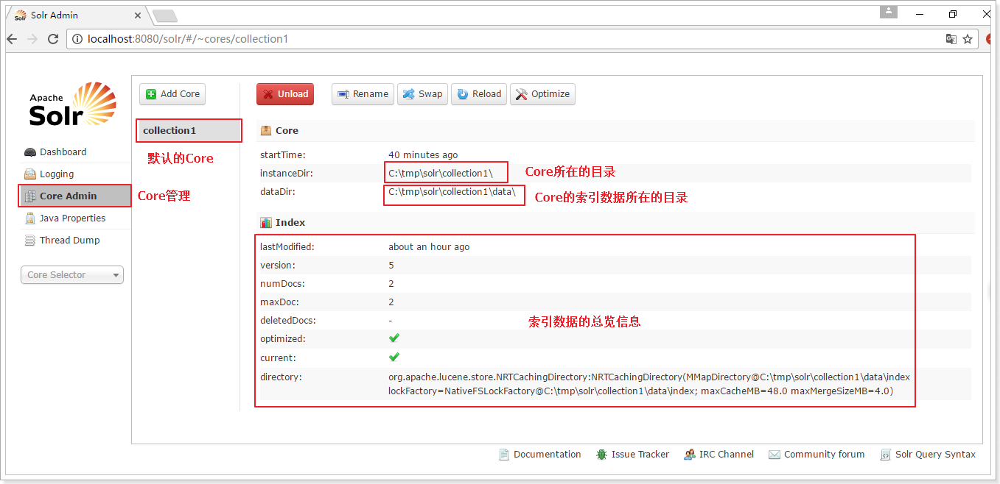 Solr Admin
localhost:8080/solr/#/~cores/collection1
Apache
Solr
Dashboard
Logging
Core Admin
Core管理
Java Properties
Thread Dump
Core Selector
Add Core
collection1
默认的Core
Unload
Rename
Swap
Reload
Optimize
Core
startTime: 40 minutes ago
instanceDir: C:\tmp\solr\collection1\ Core所在的目录
dataDir: C:\tmp\solr\collection1\data\ Core的索引数据所在的目录
Index
lastModified: about an hour ago
version: 5
numDocs: 2
maxDoc: 2
deletedDocs: -
索引数据的总览信息
optimized:
current:
directory: org.apache.lucene.store.NRTCachingDirectory:NRTCachingDirectory(MMapDirectory@C:\tmp\solr\collection1\data\index
lockFactory=NativeFSLockFactory@C:\tmp\solr\collection1\data\index; maxCacheMB=48.0 maxMergeSizeMB=4.0)
Documentation
Issue Tracker
IRC Channel
Community forum
Solr Query Syntax